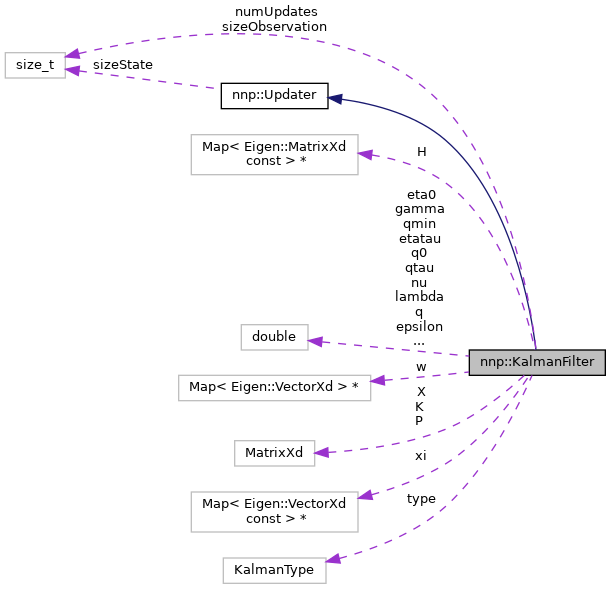 numUpdates
sizeObservation
size_t
sizeState
nnp::Updater
Map< Eigen::MatrixXd
const > *
H
eta0
gamma
qmin
etatau
q0
qtau
nu
lambda
q
epsilon
...
double
nnp::KalmanFilter
w
Map< Eigen::VectorXd > *
X
K
P
MatrixXd
xi
Map< Eigen::VectorXd
const > *
type
KalmanType